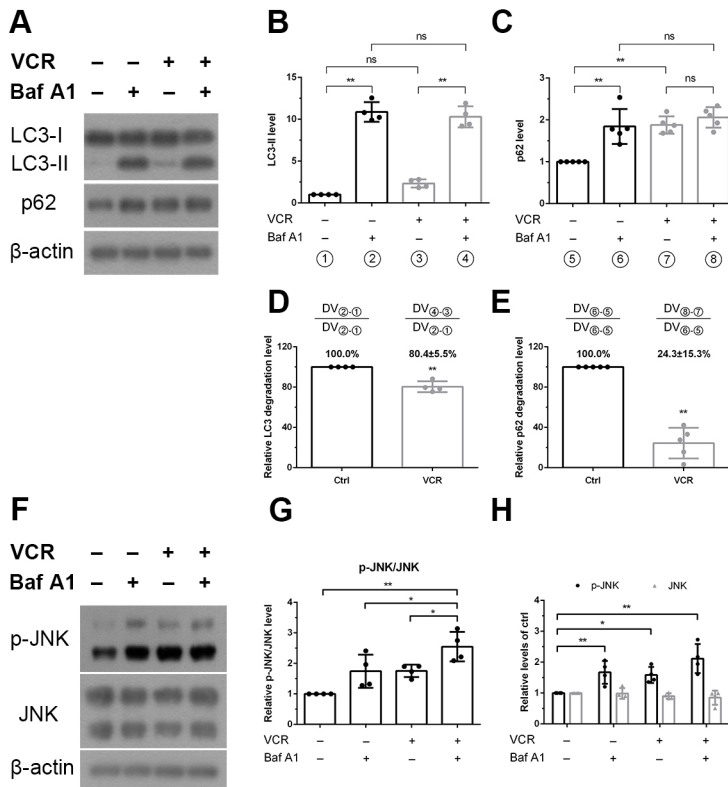 A
VCR – – + +
Baf A1 – + – +
LC3-I
LC3-II
p62
β-actin
B
ns
ns
** **
LC3-II level
15
10
5
0
VCR – – + +
Baf A1 – + – +
① ② ③ ④
C
ns
**
** ns
p62 level
3
2
1
0
VCR – – + +
Baf A1 – + – +
⑤ ⑥ ⑦ ⑧
D
DV②-① DV④-③
DV②-① DV②-①
100.0% 80.4±5.5%
**
Relative LC3 degradation level
120
100
80
60
40
20
0
Ctrl VCR
E
DV⑥-⑤ DV⑧-⑦
DV⑥-⑤ DV⑥-⑤
100.0% 24.3±15.3%
**
Relative p62 degradation level
120
100
80
60
40
20
0
Ctrl VCR
F
VCR – – + +
Baf A1 – + – +
p-JNK
JNK
β-actin
G
p-JNK/JNK
**
*
*
Relative p-JNK/JNK level
4
3
2
1
0
VCR – – + +
Baf A1 – + – +
H
p-JNK JNK
**
*
**
Relative levels of ctrl
4
3
2
1
0
VCR – – + +
Baf A1 – + – +